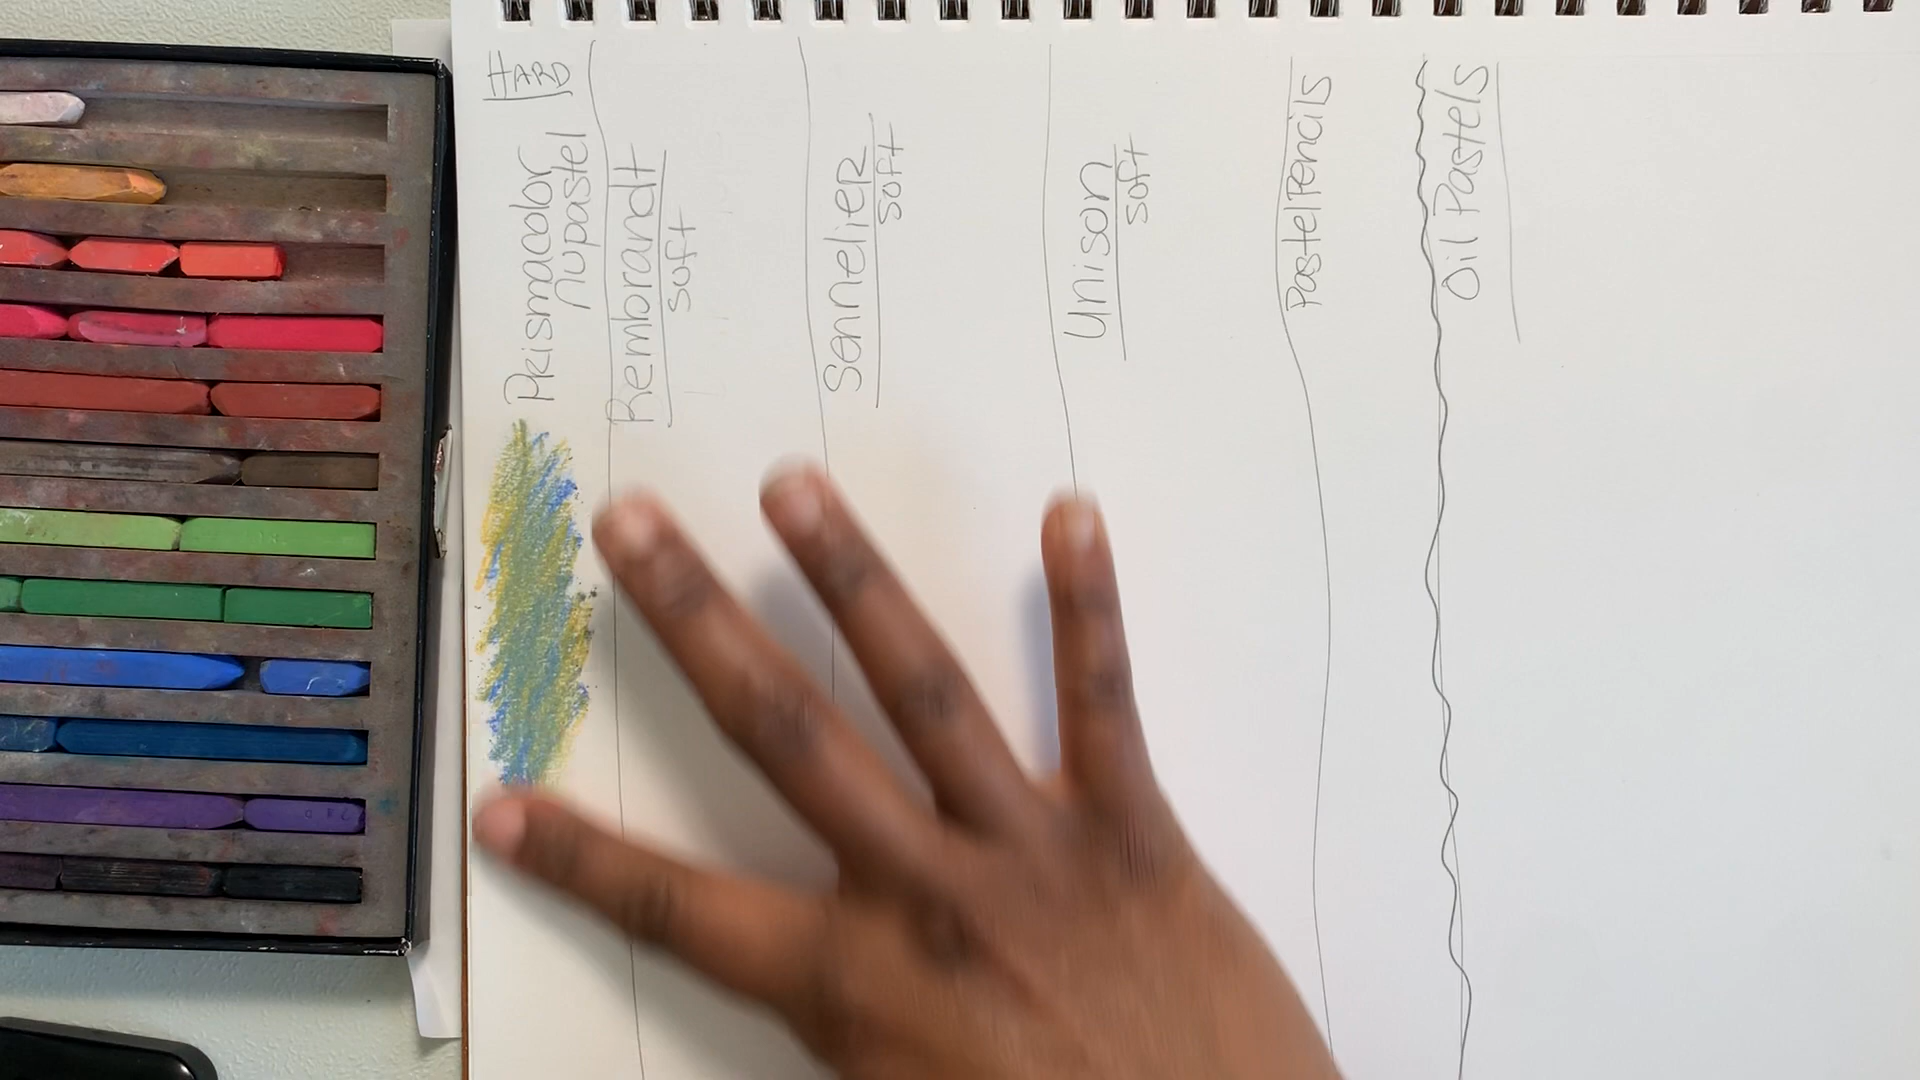 HARD
Prismacolor
nupastel
Rembrandt
soft
Sennelier
soft
Unison
soft
Pastel Pencils
Oil Pastels